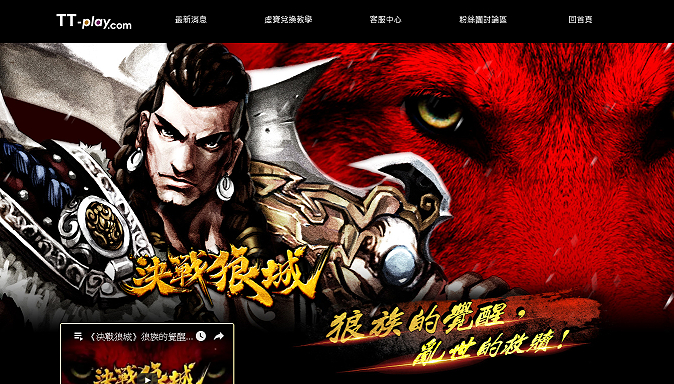 TT-play.com
最新消息
虛寶兌換教學
客服中心
粉絲團討論區
回首頁
決戰狼城
狼族的覺醒，
亂世的救贖！
《決戰狼城》狼族的覺醒...
決戰狼城